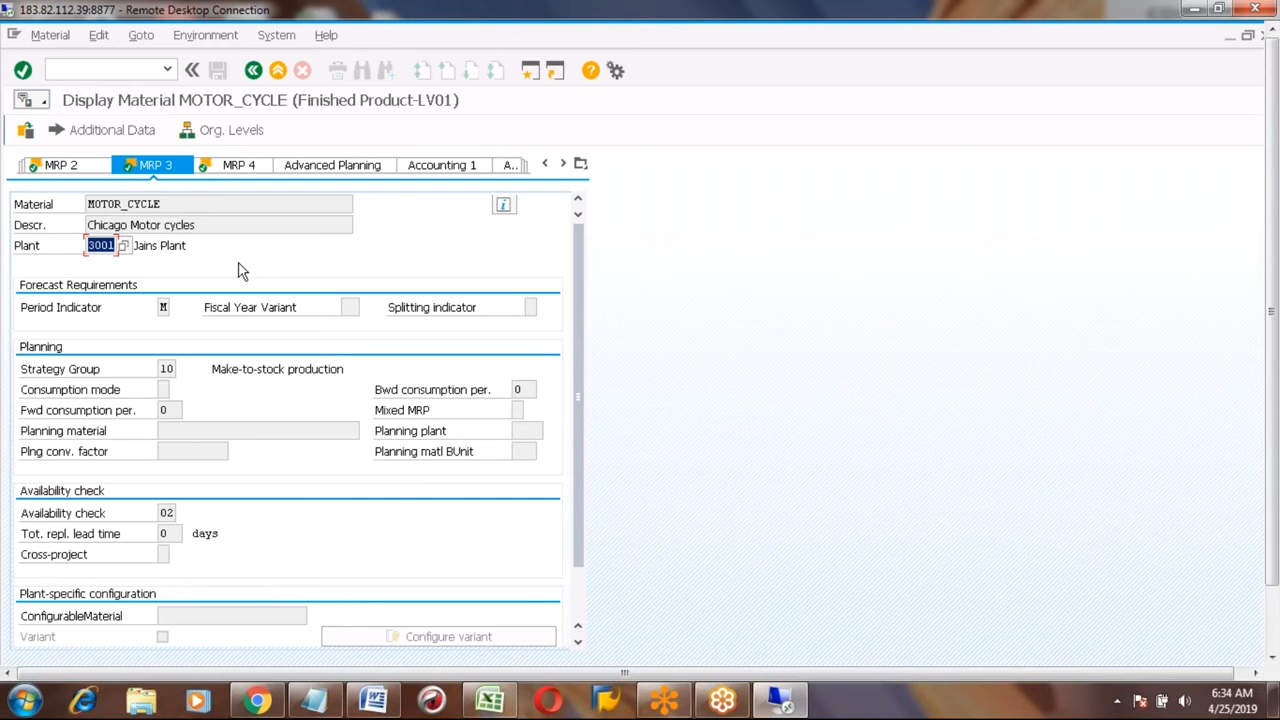 183.82.112.39:8877 - Remote Desktop Connection
Material Edit Goto Environment System Help
Display Material MOTOR_CYCLE (Finished Product-LV01)
Additional Data Org. Levels
MRP 2 MRP 3 MRP 4 Advanced Planning Accounting 1 A..
Material MOTOR_CYCLE
Descr. Chicago Motor cycles
Plant 3001 Jains Plant
Forecast Requirements
Period Indicator M Fiscal Year Variant Splitting indicator
Planning
Strategy Group 10 Make-to-stock production
Consumption mode Bwd consumption per. 0
Fwd consumption per. 0 Mixed MRP
Planning material Planning plant
Plng conv. factor Planning matl BUnit
Availability check
Availability check 02
Tot. repl. lead time 0 days
Cross-project
Plant-specific configuration
ConfigurableMaterial
Variant Configure variant
6:34 AM
4/25/2019